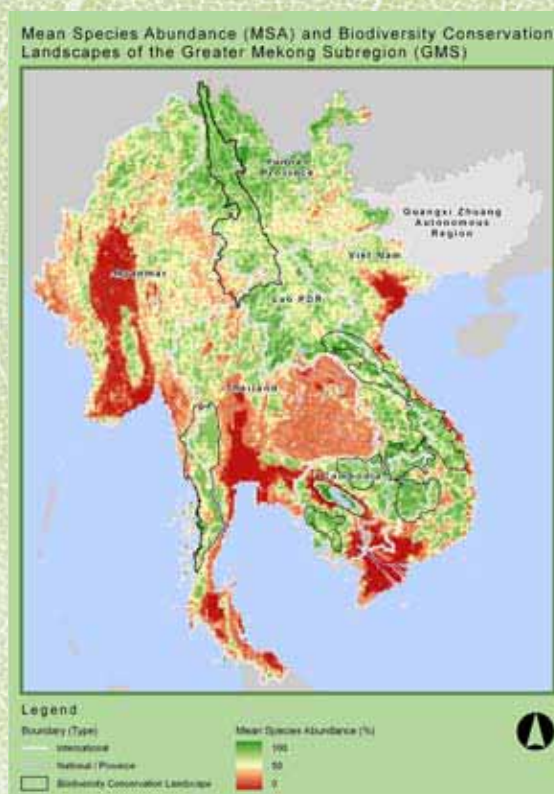 Mean Species Abundance (MSA) and Biodiversity Conservation
Landscapes of the Greater Mekong Subregion (GMS)
Yunnan
Province
Guangxi Zhuang
Autonomous
Region
Viet Nam
Myanmar
Lao PDR
Thailand
Cambodia
Legend
Boundary (Type)
International
National / Province
Biodiversity Conservation Landscape
Mean Species Abundance (%)
100
50
0